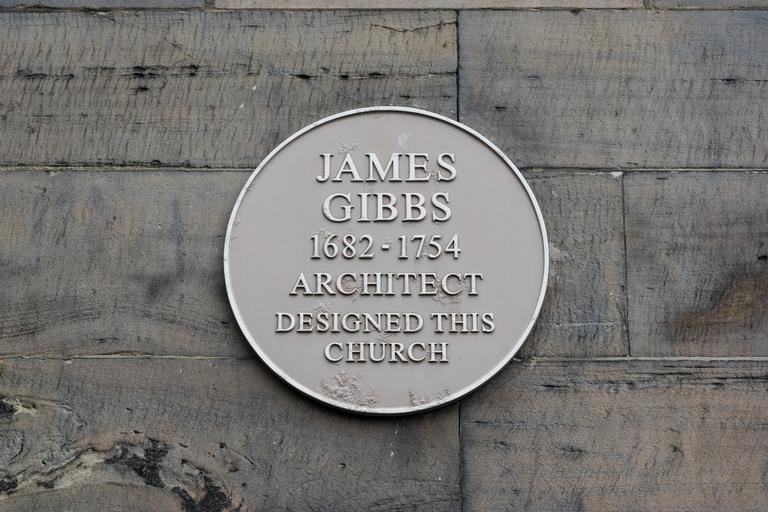 JAMES
GIBBS
1682 - 1754
ARCHITECT
DESIGNED THIS
CHURCH